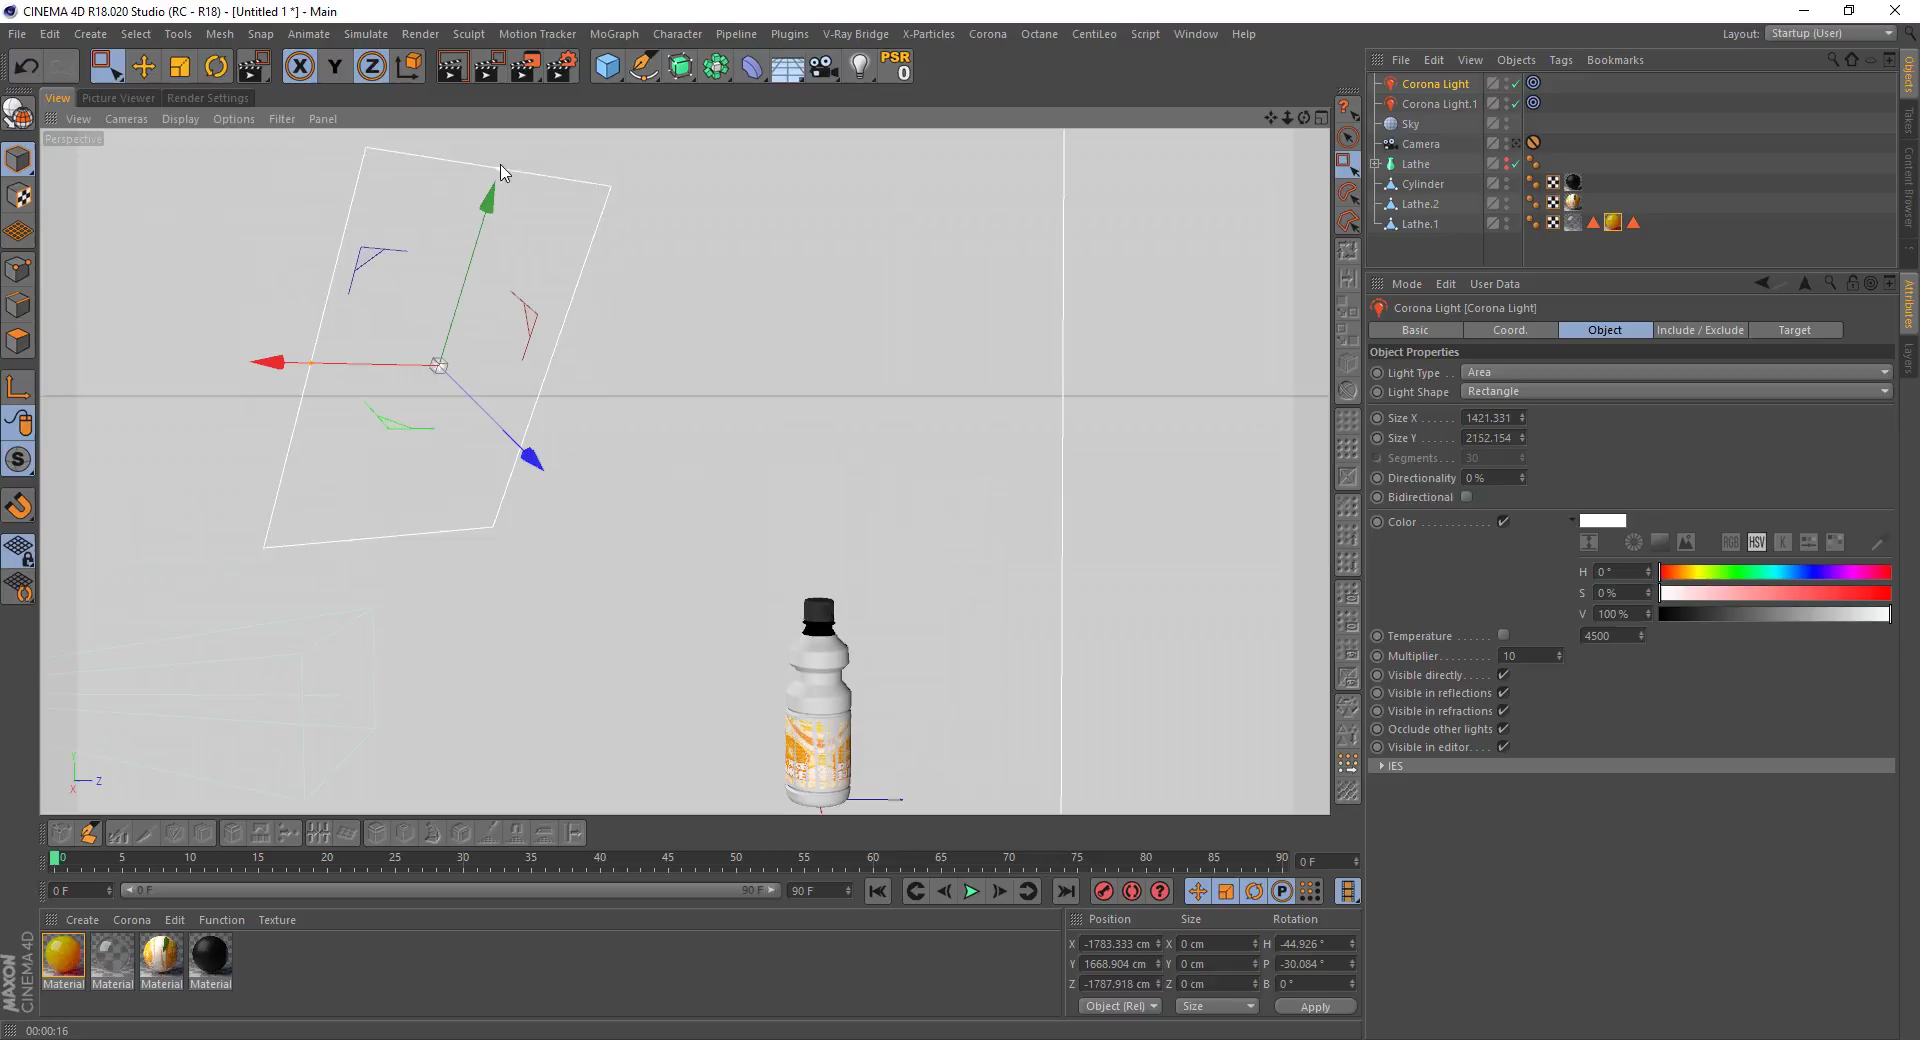 CINEMA 4D R18.020 Studio (RC - R18) - [Untitled 1 *] - Main
File Edit Create Select Tools Mesh Snap Animate Simulate Render Sculpt Motion Tracker MoGraph Character Pipeline Plugins V-Ray Bridge X-Particles Corona Octane CentiLeo Script Window Help
Layout: Startup (User)
X Y Z PSR 0
File Edit View Objects Tags Bookmarks
View Picture Viewer Render Settings
View Cameras Display Options Filter Panel
Perspective
Corona Light
Corona Light.1
Sky
Camera
Lathe
Cylinder
Lathe.2
Lathe.1
Objects
Takes
Content Browser
Attributes
Layers
Mode Edit User Data
Corona Light [Corona Light]
Basic Coord. Object Include / Exclude Target
Object Properties
Light Type . . Area
Light Shape Rectangle
Size X . . . . . . 1421.331
Size Y . . . . . . 2152.154
Segments. . . . 30
Directionality 0 %
Bidirectional
Color . . . . . . . . . . . .
RGB HSV K
H 0 °
S 0 %
V 100 %
Temperature . . . . . . 4500
Multiplier. . . . . . . . . 10
Visible directly. . . . .
Visible in reflections
Visible in refractions
Occlude other lights
Visible in editor. . . .
IES
Y
Z
X
0 5 10 15 20 25 30 35 40 45 50 55 60 65 70 75 80 85 90 0 F
0 F 0 F 90 F 90 F
Create Corona Edit Function Texture
Material Material Material Material
MAXON CINEMA 4D
Position Size Rotation
X -1783.333 cm X 0 cm H -44.926 °
Y 1668.904 cm Y 0 cm P -30.084 °
Z -1787.918 cm Z 0 cm B 0 °
Object (Rel) Size Apply
00:00:16